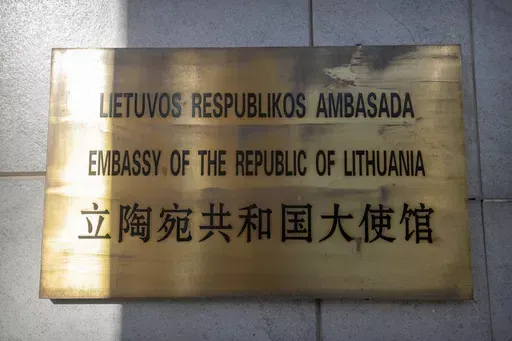 LIETUVOS RESPUBLIKOS AMBASADA
EMBASSY OF THE REPUBLIC OF LITHUANIA
立陶宛共和国大使馆